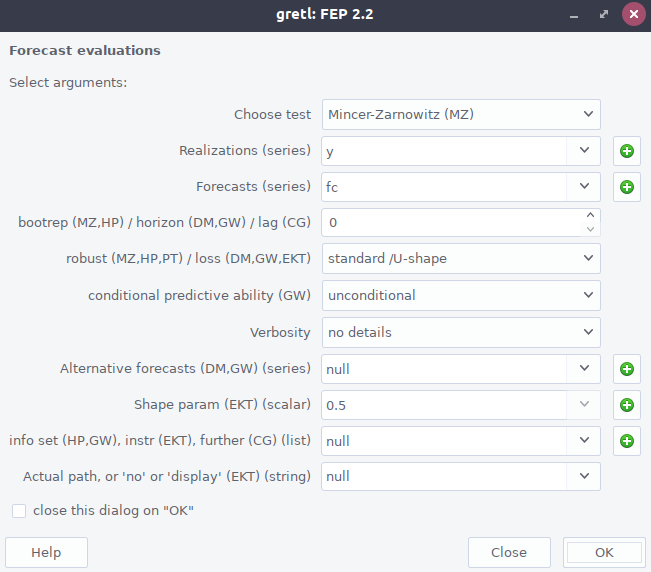 gretl: FEP 2.2
Forecast evaluations
Select arguments:
Choose test Mincer-Zarnowitz (MZ)
Realizations (series) y
Forecasts (series) fc
bootrep (MZ,HP) / horizon (DM,GW) / lag (CG) 0
robust (MZ,HP,PT) / loss (DM,GW,EKT) standard /U-shape
conditional predictive ability (GW) unconditional
Verbosity no details
Alternative forecasts (DM,GW) (series) null
Shape param (EKT) (scalar) 0.5
info set (HP,GW), instr (EKT), further (CG) (list) null
Actual path, or 'no' or 'display' (EKT) (string) null
close this dialog on "OK"
Help Close OK